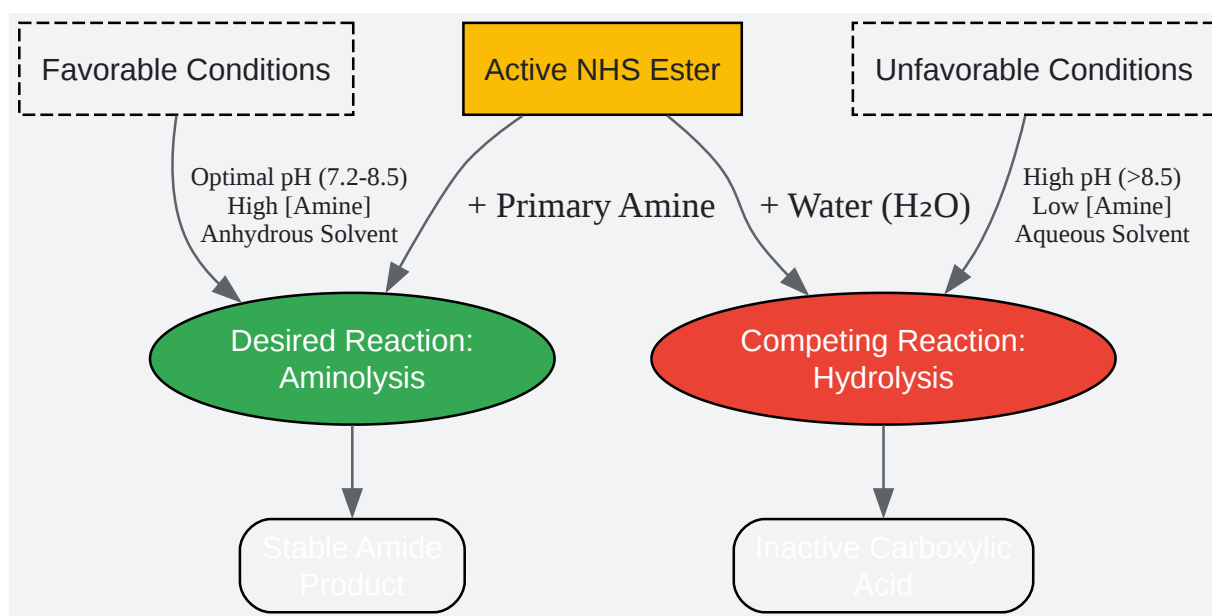 Favorable Conditions
Active NHS Ester
Unfavorable Conditions
Optimal pH (7.2-8.5)
High [Amine]
Anhydrous Solvent
+ Primary Amine
+ Water (H₂O)
High pH (>8.5)
Low [Amine]
Aqueous Solvent
Desired Reaction:
Aminolysis
Competing Reaction:
Hydrolysis
Stable Amide
Product
Inactive Carboxylic
Acid